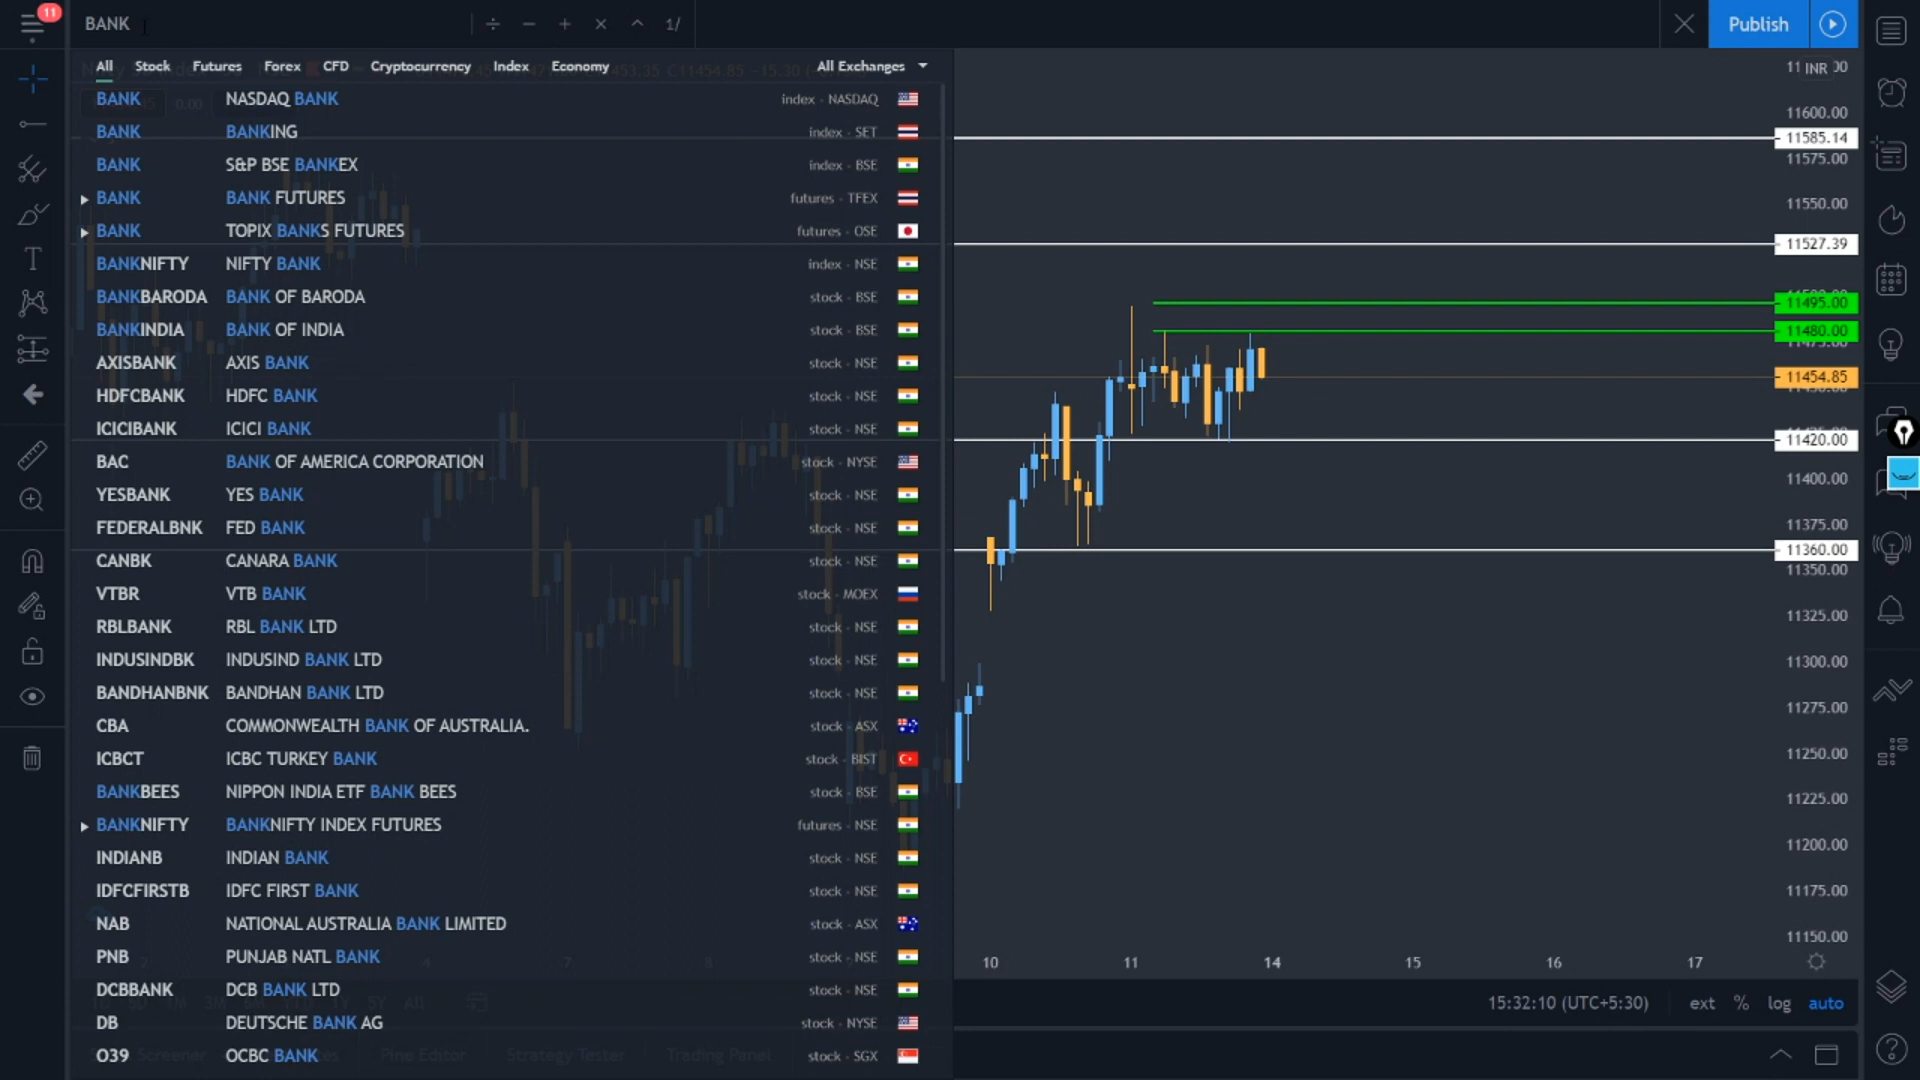 11
BANK
1/
Publish
All Stock Futures Forex CFD Cryptocurrency Index Economy All Exchanges
BANK NASDAQ BANK index - NASDAQ
BANK BANKING index - SET
BANK S&P BSE BANKEX index - BSE
BANK BANK FUTURES futures - TFEX
BANK TOPIX BANKS FUTURES futures - OSE
BANKNIFTY NIFTY BANK index - NSE
BANKBARODA BANK OF BARODA stock - BSE
BANKINDIA BANK OF INDIA stock - BSE
AXISBANK AXIS BANK stock - NSE
HDFCBANK HDFC BANK stock - NSE
ICICIBANK ICICI BANK stock - NSE
BAC BANK OF AMERICA CORPORATION stock - NYSE
YESBANK YES BANK stock - NSE
FEDERALBNK FED BANK stock - NSE
CANBK CANARA BANK stock - NSE
VTBR VTB BANK stock - MOEX
RBLBANK RBL BANK LTD stock - NSE
INDUSINDBK INDUSIND BANK LTD stock - NSE
BANDHANBNK BANDHAN BANK LTD stock - NSE
CBA COMMONWEALTH BANK OF AUSTRALIA. stock - ASX
ICBCT ICBC TURKEY BANK stock - BIST
BANKBEES NIPPON INDIA ETF BANK BEES stock - BSE
BANKNIFTY BANKNIFTY INDEX FUTURES futures - NSE
INDIANB INDIAN BANK stock - NSE
IDFCFIRSTB IDFC FIRST BANK stock - NSE
NAB NATIONAL AUSTRALIA BANK LIMITED stock - ASX
PNB PUNJAB NATL BANK stock - NSE
DCBBANK DCB BANK LTD stock - NSE
DB DEUTSCHE BANK AG stock - NYSE
O39 OCBC BANK stock - SGX
Screener Pine Editor Strategy Tester Trading Panel
INR
11600.00
11585.14
11575.00
11550.00
11527.39
11495.00
11480.00
11454.85
11420.00
11400.00
11375.00
11360.00
11350.00
11325.00
11300.00
11275.00
11250.00
11225.00
11200.00
11175.00
11150.00
10 11 14 15 16 17
15:32:10 (UTC+5:30) ext % log auto